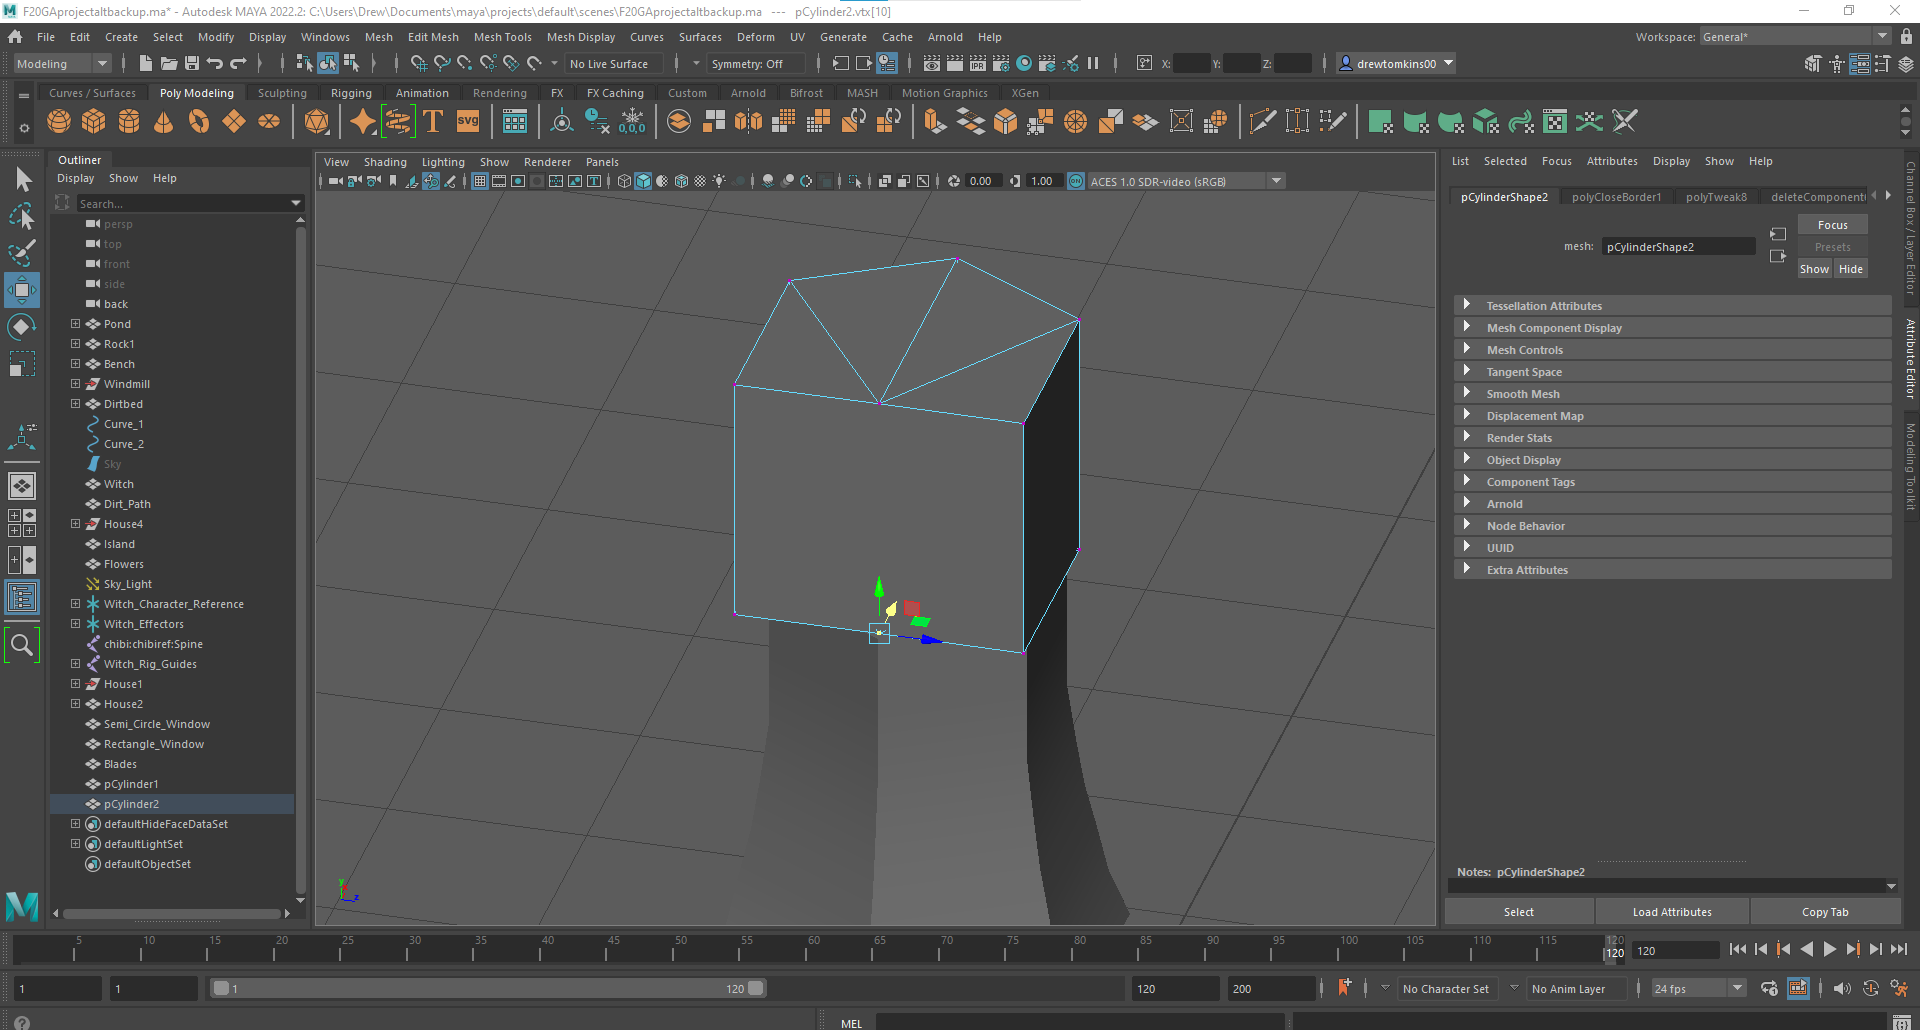 F20GAprojectaltbackup.ma* - Autodesk MAYA 2022.2: C:\Users\Drew\Documents\maya\projects\default\scenes\F20GAprojectaltbackup.ma --- pCylinder2.vtx[10]
File Edit Create Select Modify Display Windows Mesh Edit Mesh Mesh Tools Mesh Display Curves Surfaces Deform UV Generate Cache Arnold Help Workspace: General*
Modeling No Live Surface Symmetry: Off IPR X: Y: Z: drewtomkins00
Curves / Surfaces Poly Modeling Sculpting Rigging Animation Rendering FX FX Caching Custom Arnold Bifrost MASH Motion Graphics XGen
T svg 0,0,0
Outliner
Display Show Help
Search...
persp
top
front
side
back
Pond
Rock1
Bench
Windmill
Dirtbed
Curve_1
Curve_2
Sky
Witch
Dirt_Path
House4
Island
Flowers
Sky_Light
Witch_Character_Reference
Witch_Effectors
chibi:chibiref:Spine
Witch_Rig_Guides
House1
House2
Semi_Circle_Window
Rectangle_Window
Blades
pCylinder1
pCylinder2
defaultHideFaceDataSet
defaultLightSet
defaultObjectSet
View Shading Lighting Show Renderer Panels
0.00 1.00 ACES 1.0 SDR-video (sRGB)
y
z
List Selected Focus Attributes Display Show Help
pCylinderShape2 polyCloseBorder1 polyTweak8 deleteComponent
mesh: pCylinderShape2
Focus
Presets
Show Hide
Tessellation Attributes
Mesh Component Display
Mesh Controls
Tangent Space
Smooth Mesh
Displacement Map
Render Stats
Object Display
Component Tags
Arnold
Node Behavior
UUID
Extra Attributes
Notes: pCylinderShape2
Select Load Attributes Copy Tab
Channel Box / Layer Editor
Attribute Editor
Modeling Toolkit
5 10 15 20 25 30 35 40 45 50 55 60 65 70 75 80 85 90 95 100 105 110 115 120
120 120
1 1 1 120 120 200 No Character Set No Anim Layer 24 fps
MEL